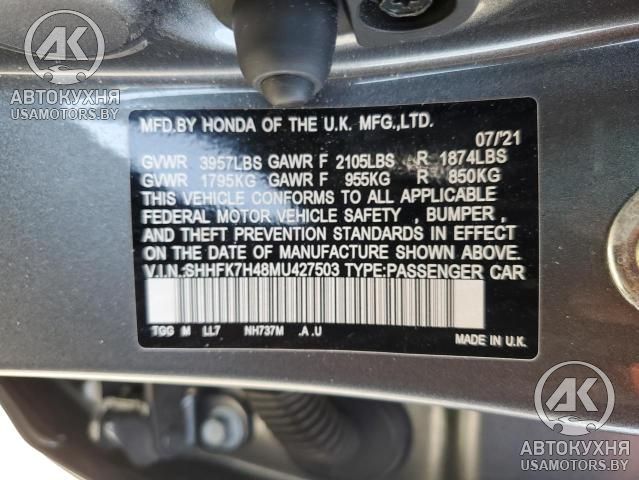 AK
АВТОКУХНЯ
USAMOTORS.BY
MFD.BY HONDA OF THE U.K. MFG.,LTD.
07/'21
GVWR 3957LBS GAWR F 2105LBS R 1874LBS
GVWR 1795KG GAWR F 955KG R 850KG
THIS VEHICLE CONFORMS TO ALL APPLICABLE
FEDERAL MOTOR VEHICLE SAFETY , BUMPER ,
AND THEFT PREVENTION STANDARDS IN EFFECT
ON THE DATE OF MANUFACTURE SHOWN ABOVE.
V.I.N.:SHHFK7H48MU427503 TYPE:PASSENGER CAR
TGG M LL7 NH737M .A .U
MADE IN U.K.
AK
АВТОКУХНЯ
USAMOTORS.BY